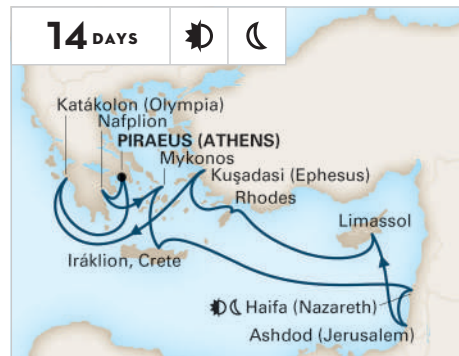 14 DAYS
Katákolon (Olympia)
Nafplion
PIRAEUS (ATHENS)
Mykonos
Kuşadasi (Ephesus)
Rhodes
Limassol
Iráklion, Crete
Haifa (Nazareth)
Ashdod (Jerusalem)